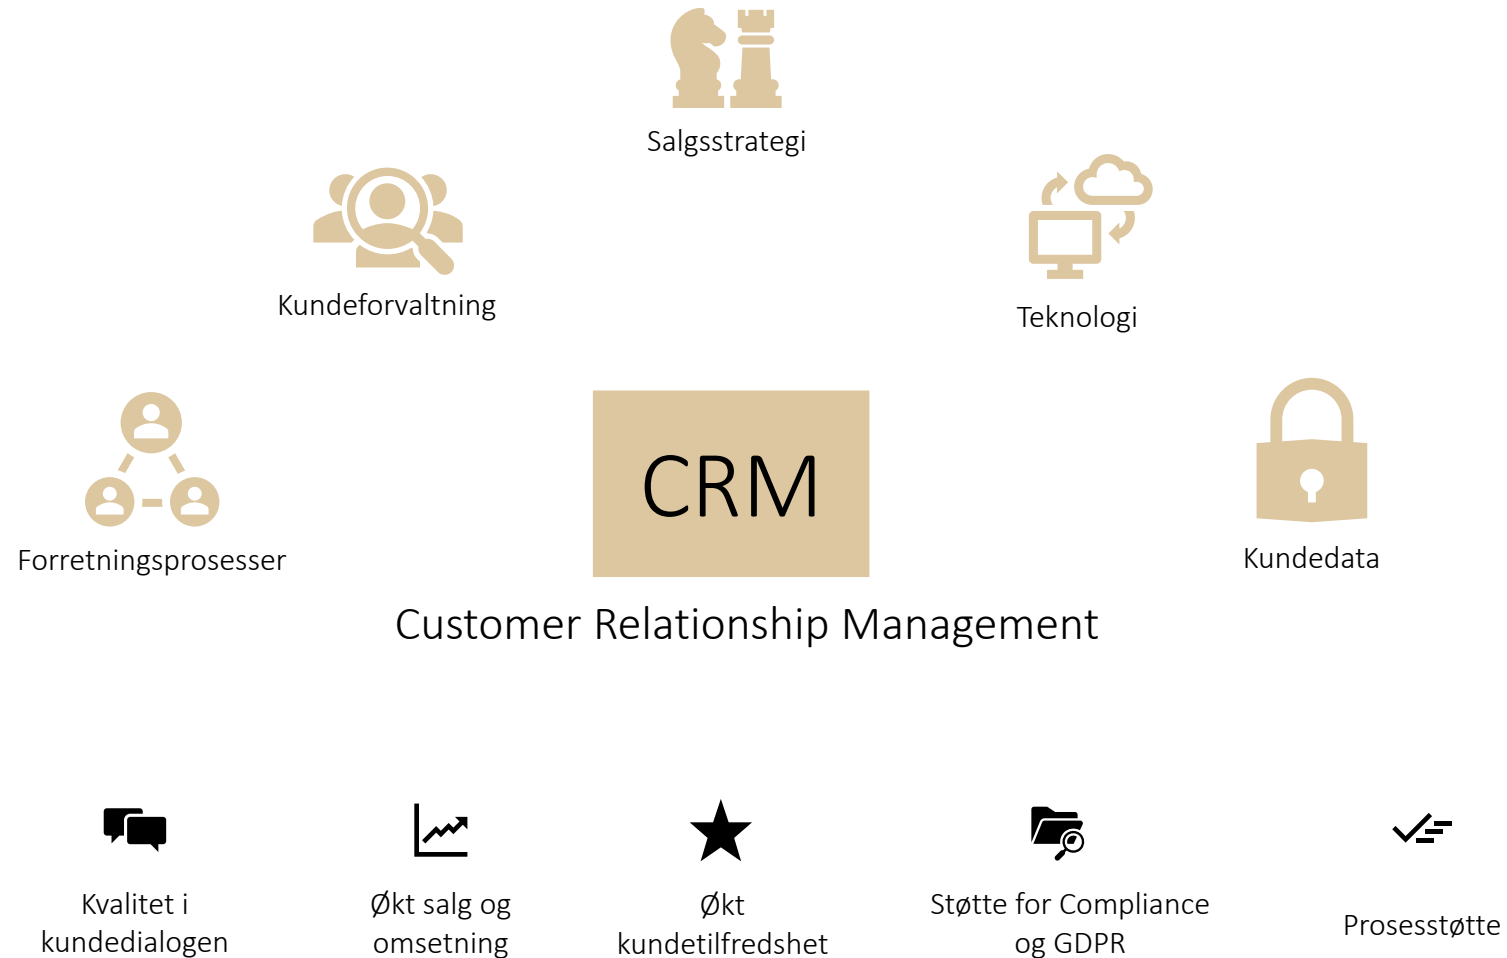 Salgsstrategi
Kundeforvaltning
Teknologi
Forretningsprosesser
CRM
Kundedata
Customer Relationship Management
Kvalitet i
kundedialogen
Økt salg og
omsetning
Økt
kundetilfredshet
Støtte for Compliance
og GDPR
Prosesstøtte